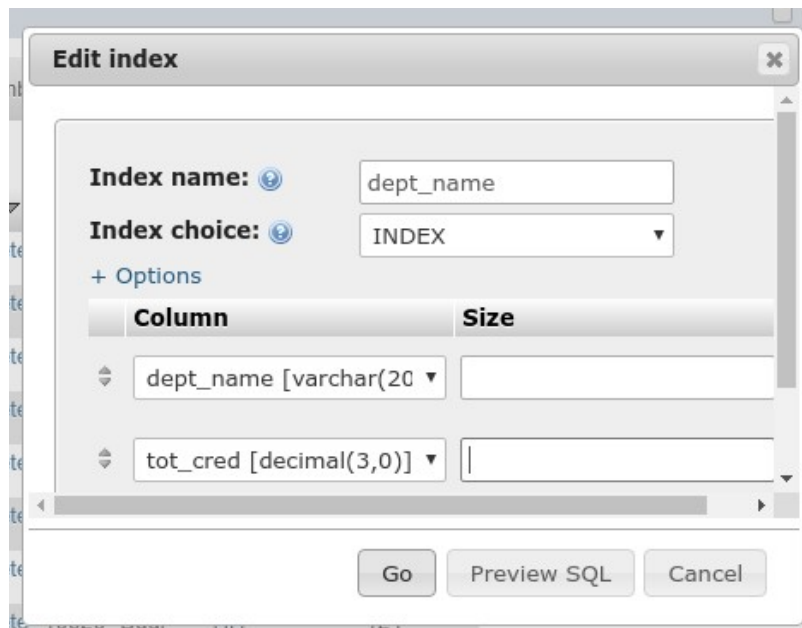 Edit index
Index name:
dept_name
Index choice:
INDEX
+ Options
Column Size
dept_name [varchar(20
tot_cred [decimal(3,0)]
Go Preview SQL Cancel